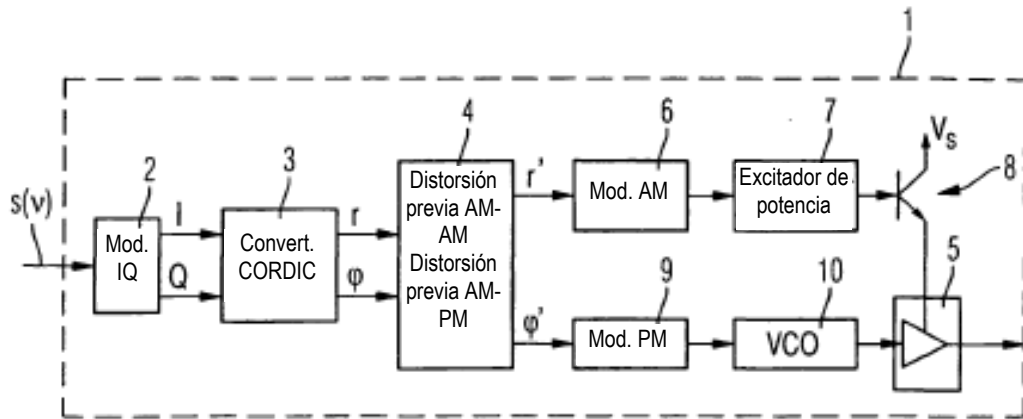 1
s(ν)
2
Mod.
IQ
I
Q
3
Convert.
CORDIC
r
φ
4
Distorsión
previa AM-
AM
Distorsión
previa AM-
PM
r'
φ'
6
Mod. AM
7
Excitador de
potencia
Vs
8
9
Mod. PM
10
VCO
5